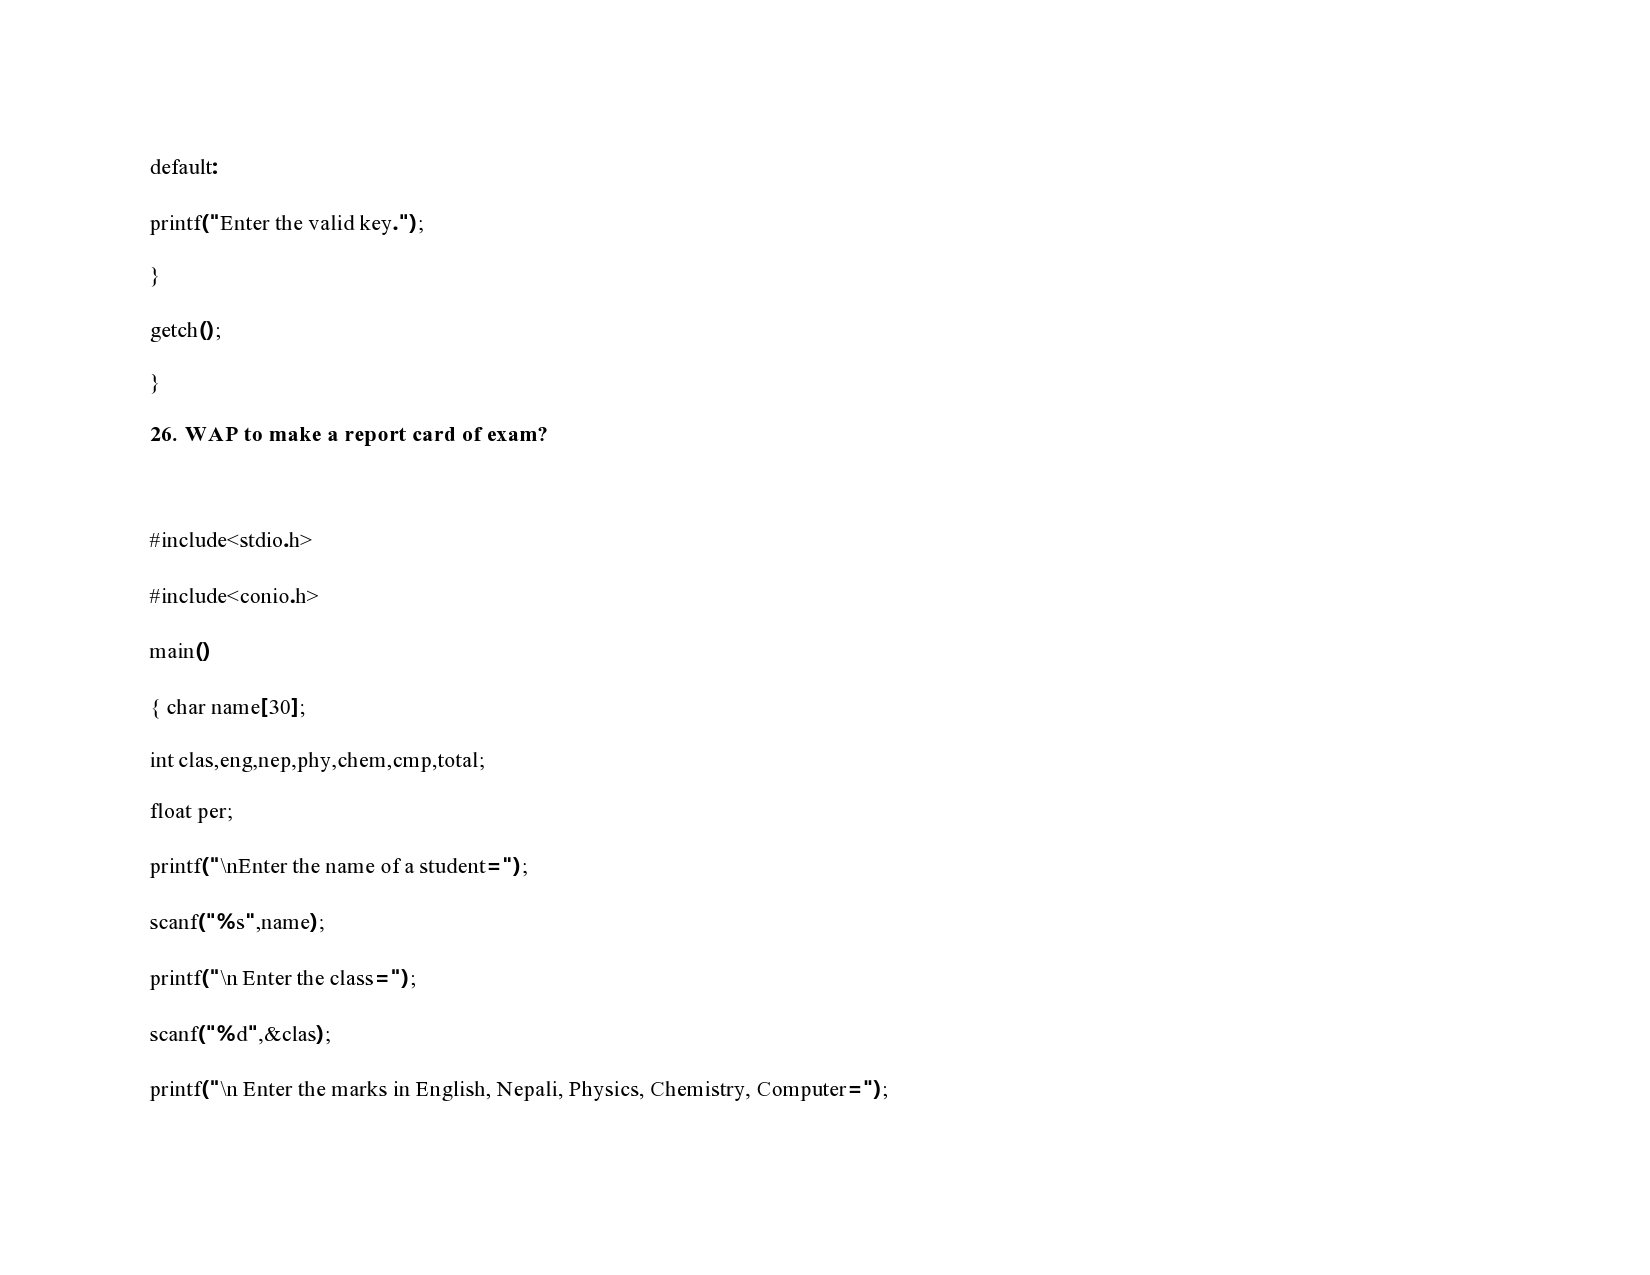 default:
printf("Enter the valid key.");
}
getch();
}
26. WAP to make a report card of exam?
#include<stdio.h>
#include<conio.h>
main()
{ char name[30];
int clas,eng,nep,phy,chem,cmp,total;
float per;
printf("\nEnter the name of a student=");
scanf("%s",name);
printf("\n Enter the class=");
scanf("%d",&clas);
printf("\n Enter the marks in English, Nepali, Physics, Chemistry, Computer=");